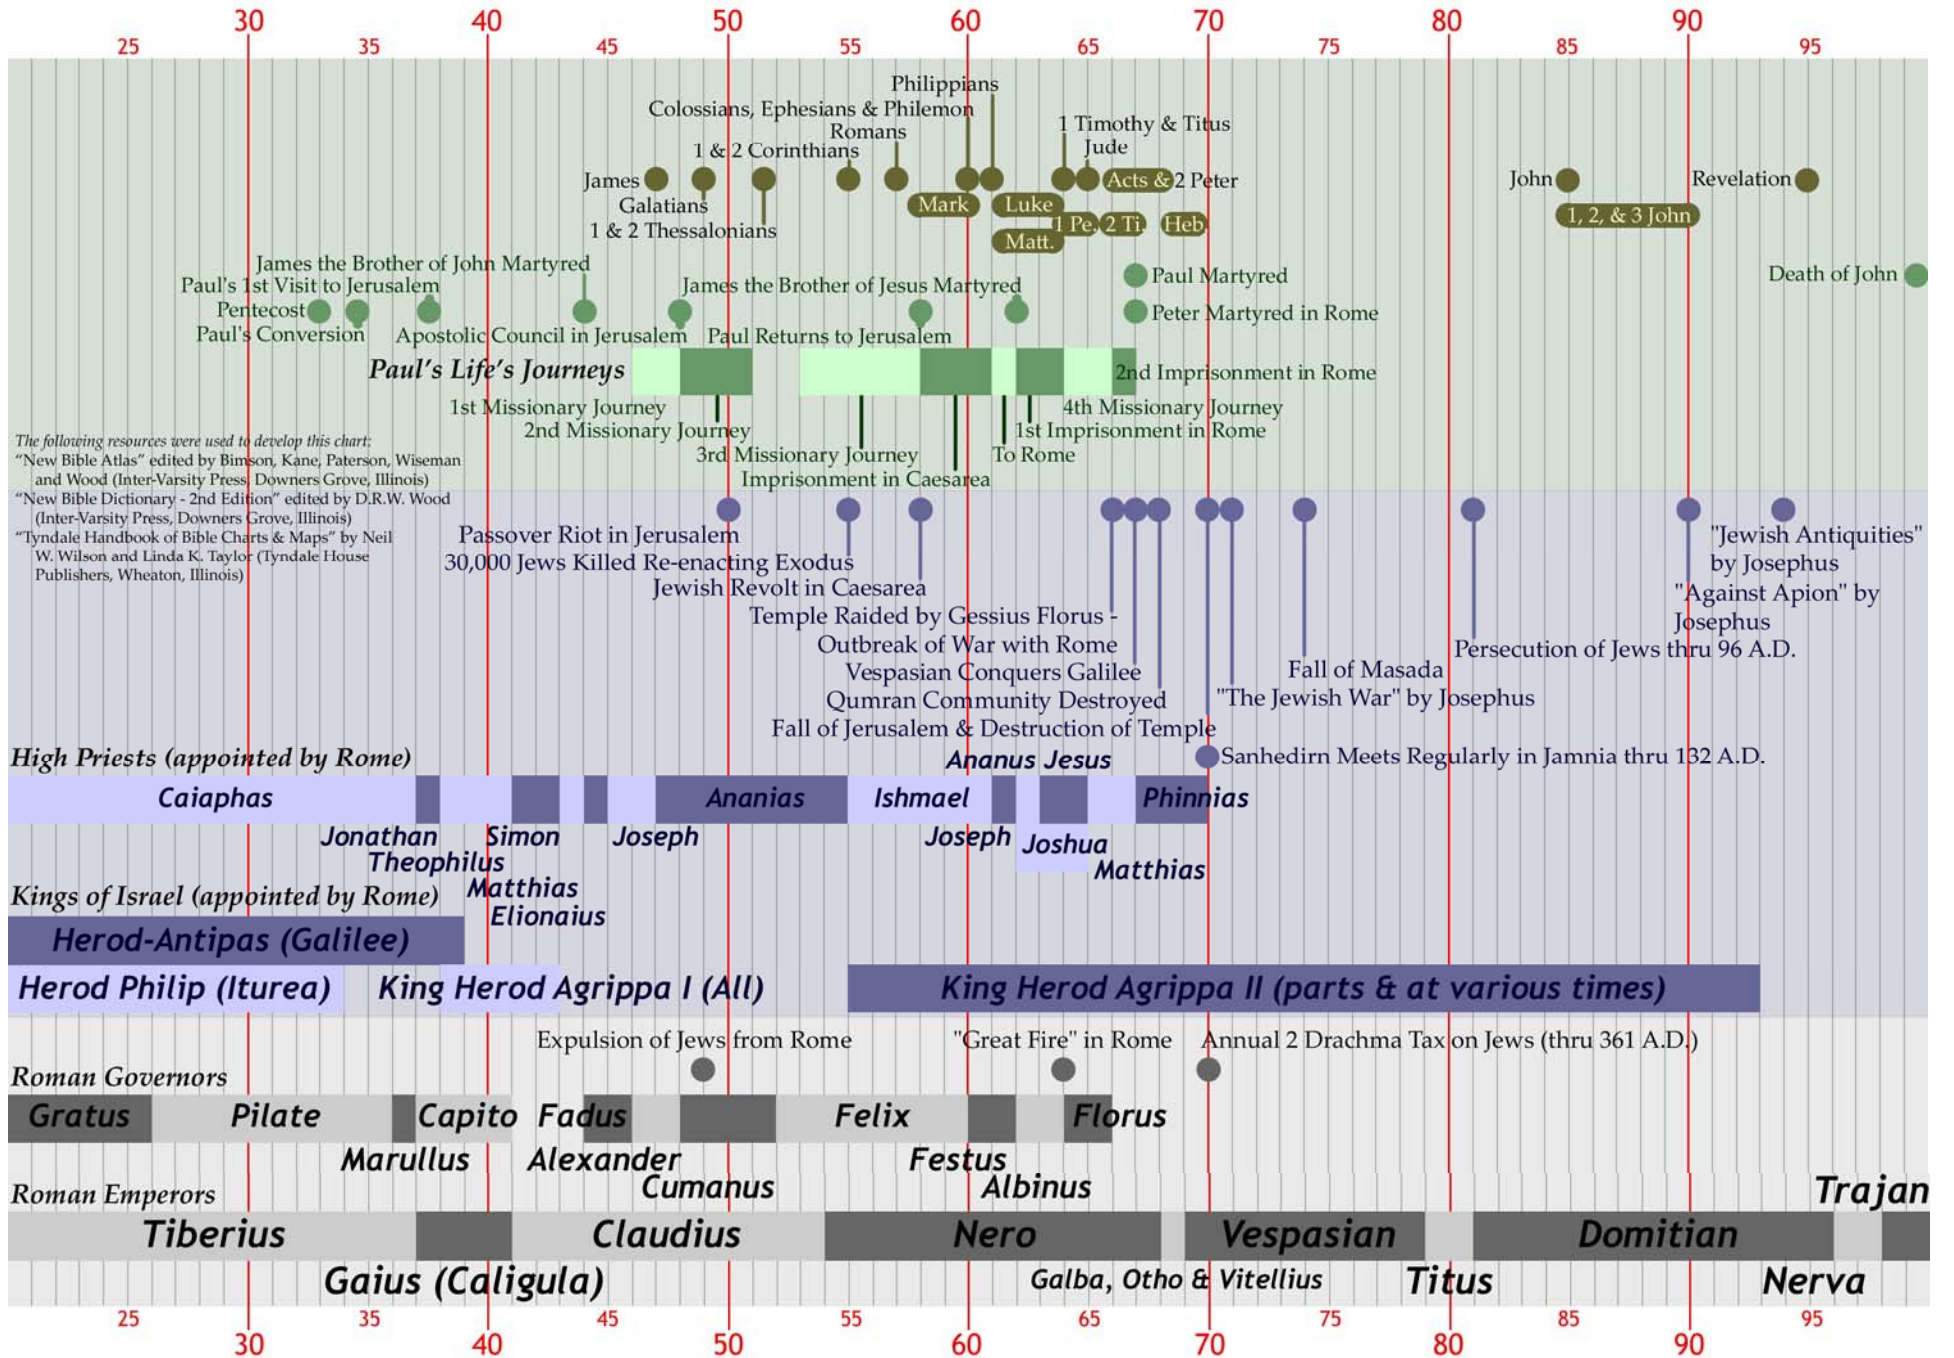 30 40 50 60 70 80 90
25 35 45 55 65 75 85 95
Philippians
Colossians, Ephesians & Philemon
Romans
1 & 2 Corinthians
1 Timothy & Titus
Jude
James
Acts & 2 Peter
John
Revelation
Galatians
Mark
Luke
1, 2, & 3 John
1 & 2 Thessalonians
1 Pe.
2 Ti.
Heb
Matt.
James the Brother of John Martyred
Paul's 1st Visit to Jerusalem
James the Brother of Jesus Martyred
Paul Martyred
Death of John
Pentecost
Peter Martyred in Rome
Paul's Conversion
Apostolic Council in Jerusalem
Paul Returns to Jerusalem
Paul's Life's Journeys
2nd Imprisonment in Rome
1st Missionary Journey
4th Missionary Journey
2nd Missionary Journey
1st Imprisonment in Rome
3rd Missionary Journey
To Rome
Imprisonment in Caesarea
The following resources were used to develop this chart:
“New Bible Atlas” edited by Bimson, Kane, Paterson, Wiseman
and Wood (Inter-Varsity Press, Downers Grove, Illinois)
“New Bible Dictionary - 2nd Edition” edited by D.R.W. Wood
(Inter-Varsity Press, Downers Grove, Illinois)
“Tyndale Handbook of Bible Charts & Maps” by Neil
W. Wilson and Linda K. Taylor (Tyndale House
Publishers, Wheaton, Illinois)
Passover Riot in Jerusalem
30,000 Jews Killed Re-enacting Exodus
Jewish Revolt in Caesarea
Temple Raided by Gessius Florus -
Outbreak of War with Rome
Vespasian Conquers Galilee
Qumran Community Destroyed
Fall of Jerusalem & Destruction of Temple
"Jewish Antiquities"
by Josephus
"Against Apion" by
Josephus
Persecution of Jews thru 96 A.D.
Fall of Masada
"The Jewish War" by Josephus
Sanhedirn Meets Regularly in Jamnia thru 132 A.D.
High Priests (appointed by Rome)
Ananus Jesus
Caiaphas
Ananias
Ishmael
Phinnias
Jonathan
Simon
Joseph
Joseph
Joshua
Theophilus
Matthias
Matthias
Elionaius
Kings of Israel (appointed by Rome)
Herod-Antipas (Galilee)
Herod Philip (Iturea)
King Herod Agrippa I (All)
King Herod Agrippa II (parts & at various times)
Expulsion of Jews from Rome
"Great Fire" in Rome
Annual 2 Drachma Tax on Jews (thru 361 A.D.)
Roman Governors
Gratus
Pilate
Capito
Fadus
Felix
Florus
Marullus
Alexander
Festus
Cumanus
Albinus
Roman Emperors
Trajan
Tiberius
Claudius
Nero
Vespasian
Domitian
Gaius (Caligula)
Galba, Otho & Vitellius
Titus
Nerva
25 35 45 55 65 75 85 95
30 40 50 60 70 80 90